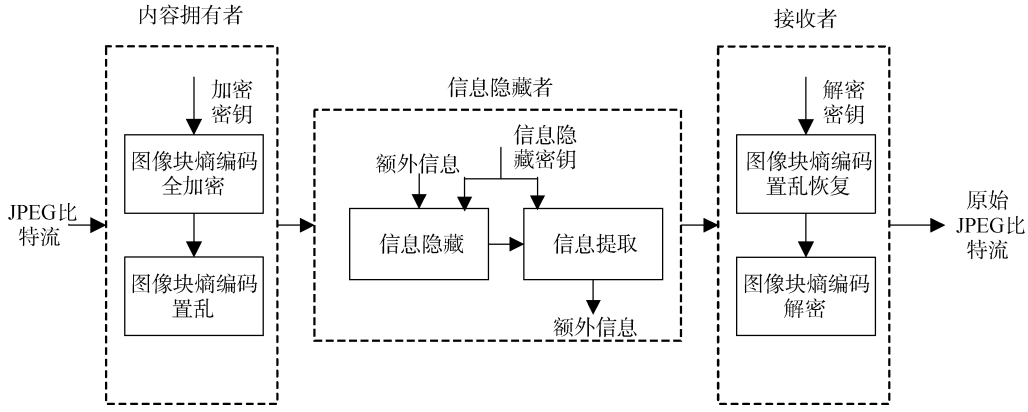 内容拥有者
加密
密钥
图像块熵编码
全加密
JPEG比
特流
图像块熵编码
置乱
信息隐藏者
信息隐
藏密钥
额外信息
信息隐藏
信息提取
额外信息
接收者
解密
密钥
图像块熵编码
置乱恢复
图像块熵编码
解密
原始
JPEG比
特流